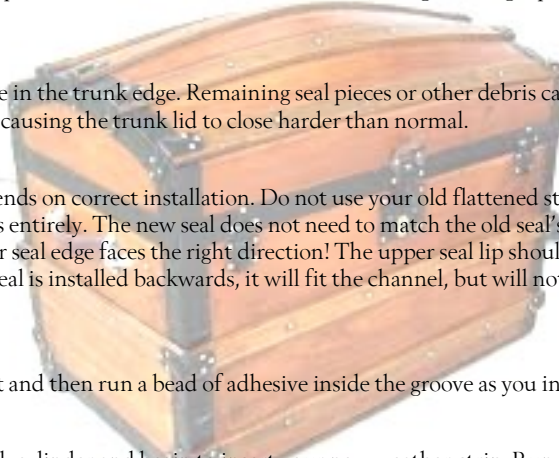 e in the trunk edge. Remaining seal pieces or other debris ca
causing the trunk lid to close harder than normal.
ends on correct installation. Do not use your old flattened st
s entirely. The new seal does not need to match the old seal's
r seal edge faces the right direction! The upper seal lip shoul
eal is installed backwards, it will fit the channel, but will no
t and then run a bead of adhesive inside the groove as you in